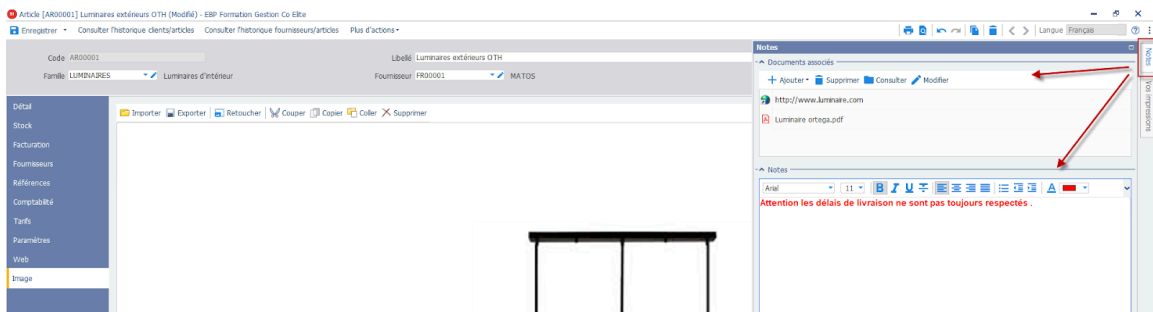 Article [AR00001] Luminaires extérieurs OTH (Modifié) - EBP Formation Gestion Co Elite
Enregistrer Consulter l'historique clients/articles Consulter l'historique fournisseurs/articles Plus d'actions Langue Français
Code AR00001 Libellé Luminaires extérieurs OTH
Famille LUMINAIRES Luminaires d'intérieur Fournisseur FR00001 MATOS
Détail
Stock
Facturation
Fournisseurs
Références
Comptabilité
Tarifs
Paramètres
Web
Image
Importer Exporter Retoucher Couper Copier Coller Supprimer
Notes
Documents associés
Ajouter Supprimer Consulter Modifier
http://www.luminaire.com
Luminaire ortega.pdf
Notes
Arial 11 B I U T A
Attention les délais de livraison ne sont pas toujours respectés .
Notes
Vos impressions